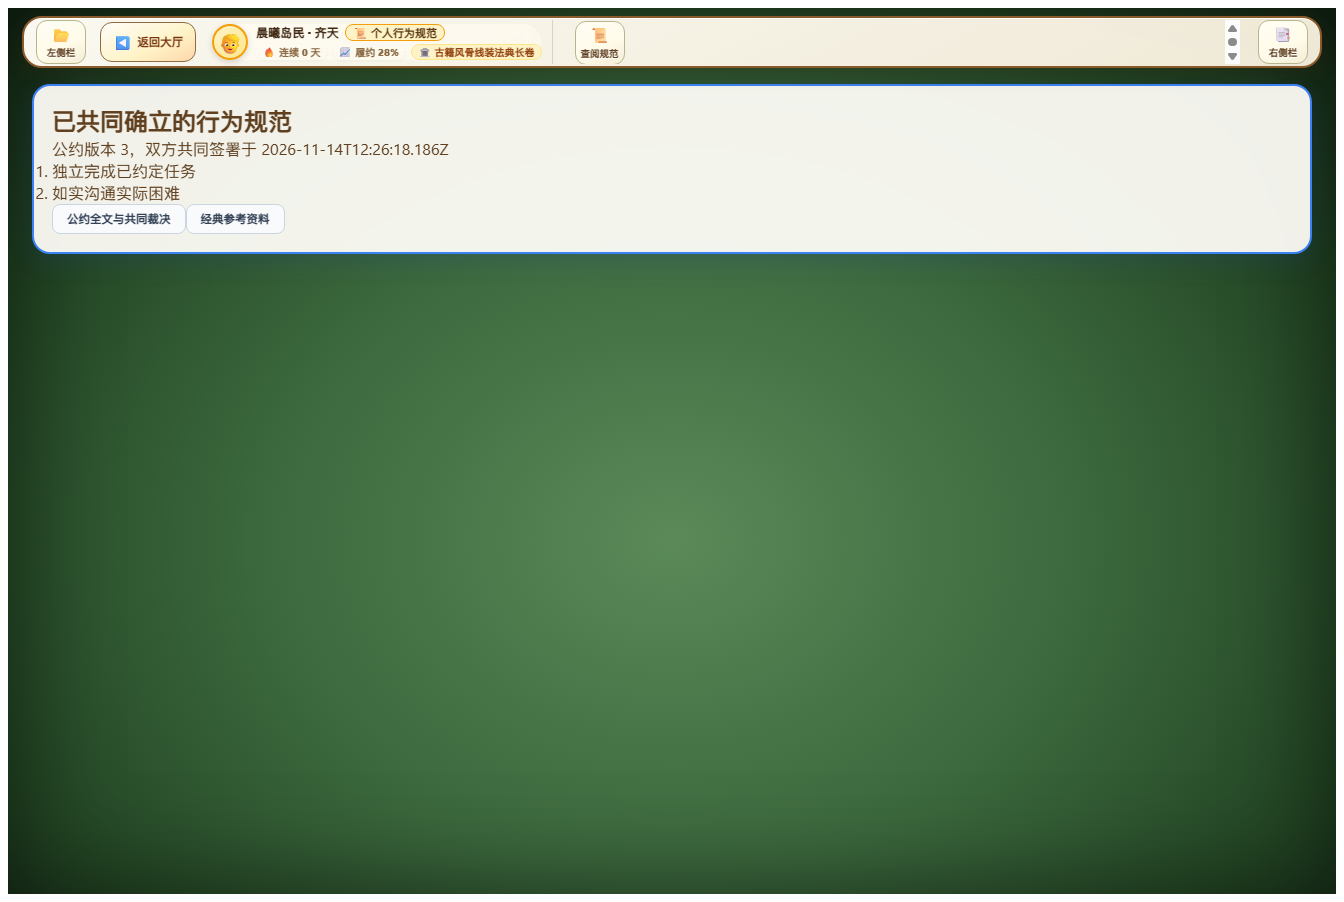 左侧栏
返回大厅
晨曦岛民 · 齐天 个人行为规范
连续 0 天 履约 28% 古籍风骨线装法典长卷
查阅规范
右侧栏
已共同确立的行为规范
公约版本 3，双方共同签署于 2026-11-14T12:26:18.186Z
1. 独立完成已约定任务
2. 如实沟通实际困难
公约全文与共同裁决 经典参考资料